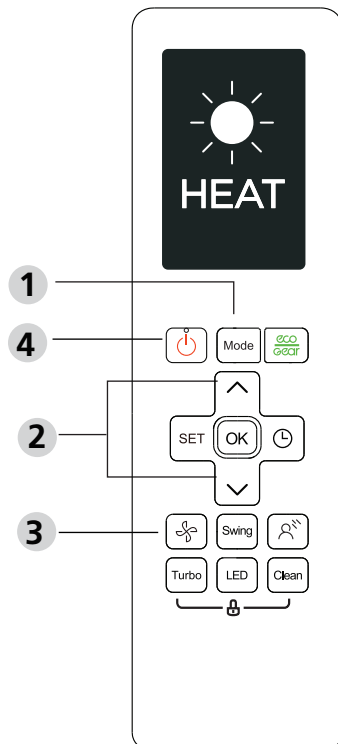 HEAT
1
4
Mode
eco
Gear
2
SET
OK
3
Swing
Turbo
LED
Clean